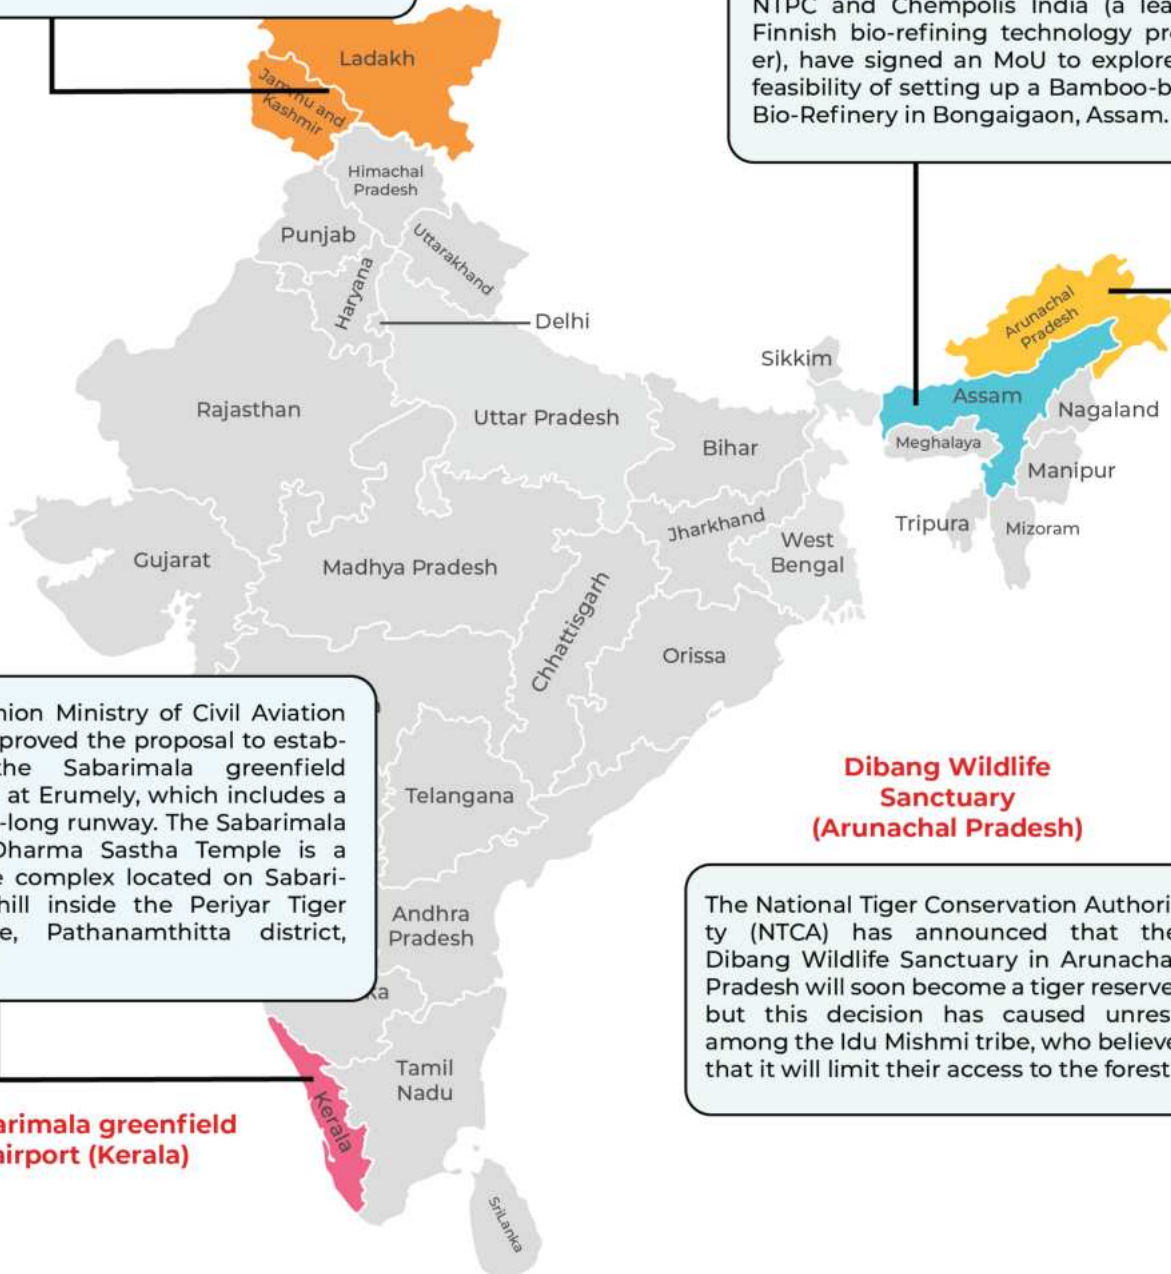 NTPC and Chempolis India (a lea
Finnish bio-refining technology pr
er), have signed an MoU to explore
feasibility of setting up a Bamboo-b
Bio-Refinery in Bongaigaon, Assam.
Ladakh
Jammu and
Kashmir
Himachal
Pradesh
Punjab
Uttarakhand
Haryana
Delhi
Arunachal
Pradesh
Sikkim
Rajasthan
Uttar Pradesh
Assam
Nagaland
Bihar
Meghalaya
Manipur
Jharkhand
Tripura
Mizoram
West
Bengal
Gujarat
Madhya Pradesh
Chhattisgarh
Orissa
nion Ministry of Civil Aviation
proved the proposal to estab-
the Sabarimala greenfield
at Erumely, which includes a
-long runway. The Sabarimala
Dharma Sastha Temple is a
e complex located on Sabari-
hill inside the Periyar Tiger
e, Pathanamthitta district,
Telangana
Andhra
Pradesh
ka
Tamil
Nadu
Kerala
SriLanka
arimala greenfield
airport (Kerala)
Dibang Wildlife
Sanctuary
(Arunachal Pradesh)
The National Tiger Conservation Authori
ty (NTCA) has announced that the
Dibang Wildlife Sanctuary in Arunacha
Pradesh will soon become a tiger reserve
but this decision has caused unres
among the Idu Mishmi tribe, who believe
that it will limit their access to the forest